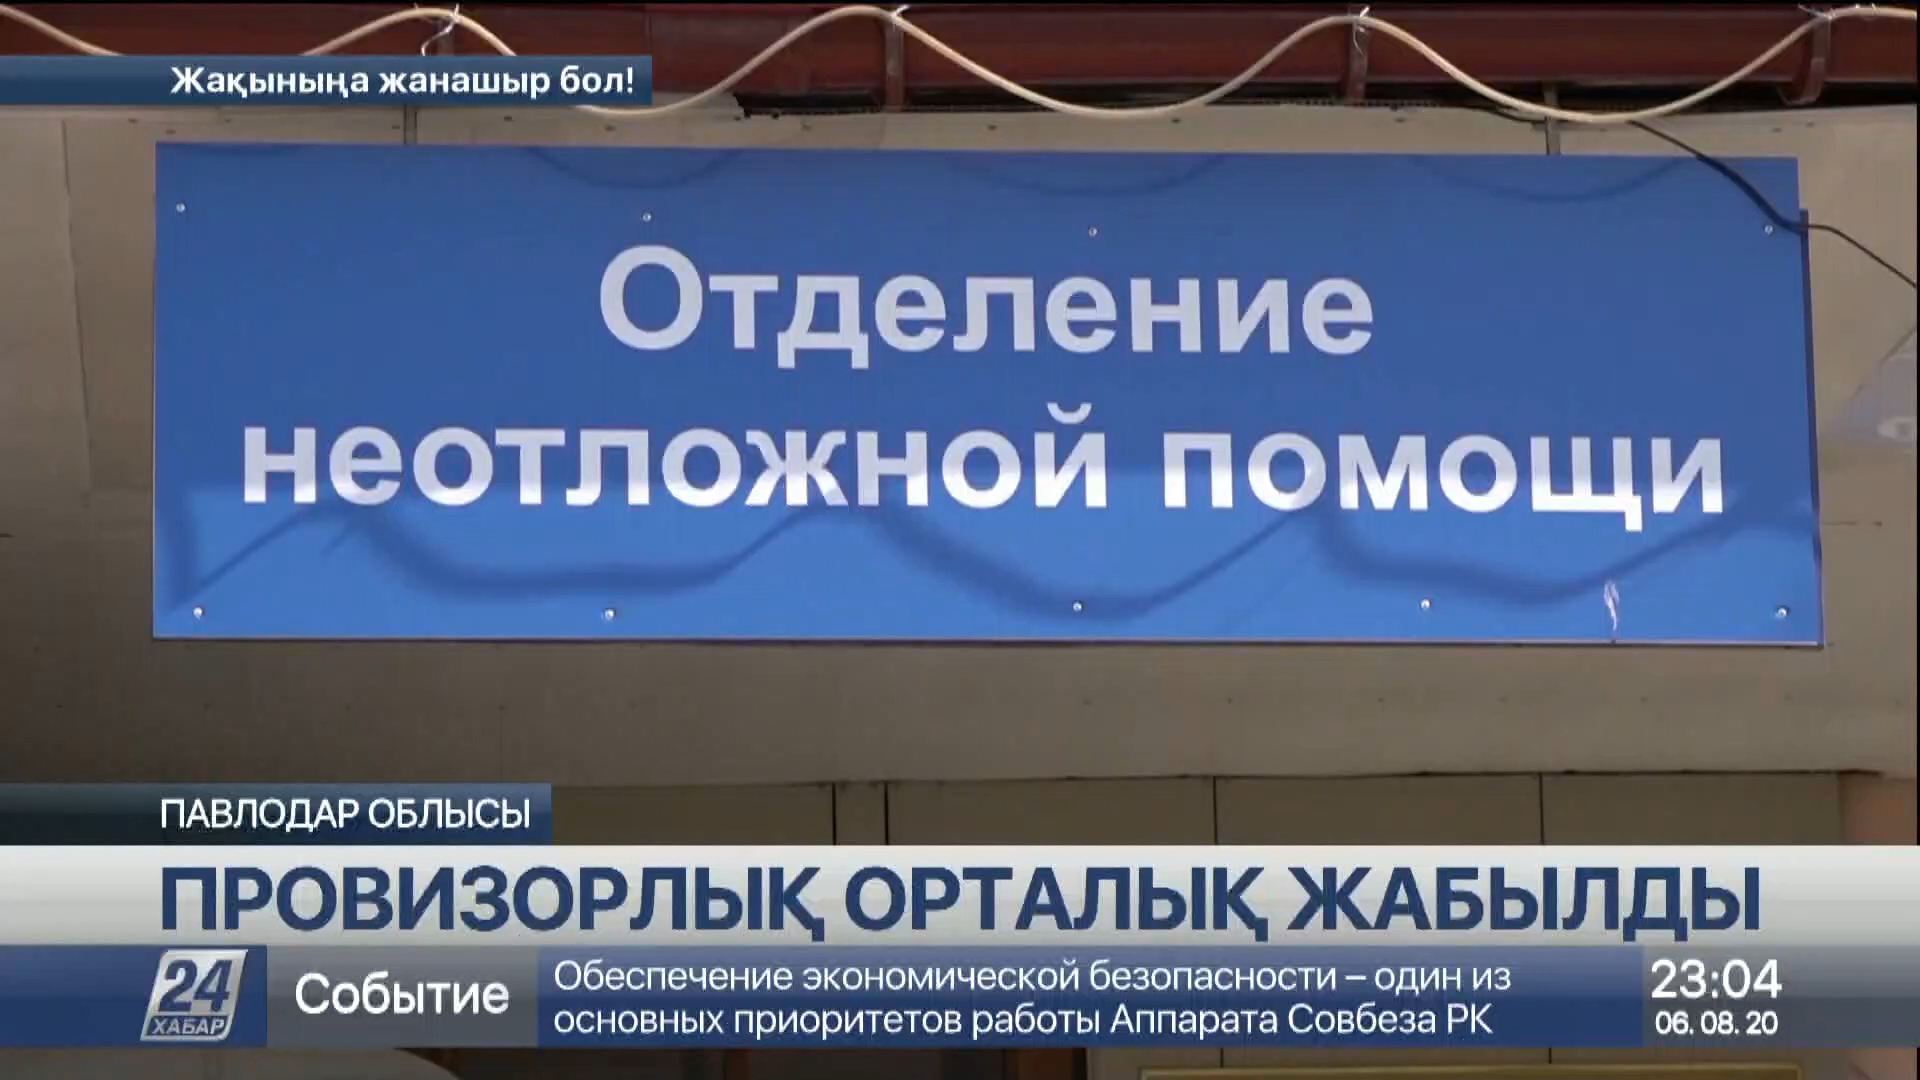 Жақыныңа жанашыр бол!
Отделение
неотложной помощи
ПАВЛОДАР ОБЛЫСЫ
ПРОВИЗОРЛЫҚ ОРТАЛЫҚ ЖАБЫЛДЫ
24
ХАБАР
Событие
Обеспечение экономической безопасности – один из
основных приоритетов работы Аппарата Совбеза РК
23:04
06. 08. 20